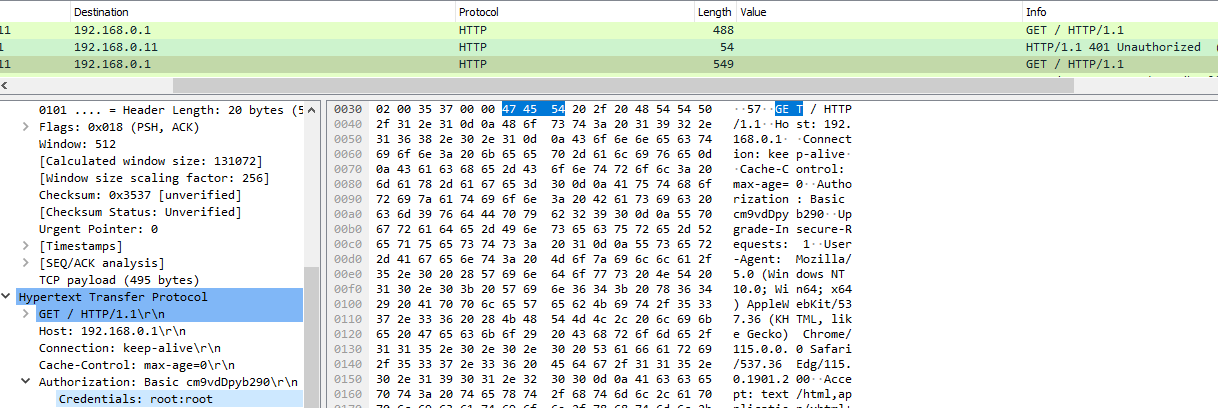 Destination Protocol Length Value Info
11 192.168.0.1 HTTP 488 GET / HTTP/1.1
1 192.168.0.11 HTTP 54 HTTP/1.1 401 Unauthorized (
11 192.168.0.1 HTTP 549 GET / HTTP/1.1
0101 .... = Header Length: 20 bytes (5
Flags: 0x018 (PSH, ACK)
Window: 512
[Calculated window size: 131072]
[Window size scaling factor: 256]
Checksum: 0x3537 [unverified]
[Checksum Status: Unverified]
Urgent Pointer: 0
[Timestamps]
[SEQ/ACK analysis]
TCP payload (495 bytes)
Hypertext Transfer Protocol
GET / HTTP/1.1\r\n
Host: 192.168.0.1\r\n
Connection: keep-alive\r\n
Cache-Control: max-age=0\r\n
Authorization: Basic cm9vdDpyb290\r\n
Credentials: root:root
0030 02 00 35 37 00 00 47 45 54 20 2f 20 48 54 54 50 ··57··GE T / HTTP
0040 2f 31 2e 31 0d 0a 48 6f 73 74 3a 20 31 39 32 2e /1.1··Ho st: 192.
0050 31 36 38 2e 30 2e 31 0d 0a 43 6f 6e 6e 65 63 74 168.0.1· ·Connect
0060 69 6f 6e 3a 20 6b 65 65 70 2d 61 6c 69 76 65 0d ion: kee p-alive·
0070 0a 43 61 63 68 65 2d 43 6f 6e 74 72 6f 6c 3a 20 ·Cache-C ontrol:
0080 6d 61 78 2d 61 67 65 3d 30 0d 0a 41 75 74 68 6f max-age= 0··Autho
0090 72 69 7a 61 74 69 6f 6e 3a 20 42 61 73 69 63 20 rization : Basic
00a0 63 6d 39 76 64 44 70 79 62 32 39 30 0d 0a 55 70 cm9vdDpy b290··Up
00b0 67 72 61 64 65 2d 49 6e 73 65 63 75 72 65 2d 52 grade-In secure-R
00c0 65 71 75 65 73 74 73 3a 20 31 0d 0a 55 73 65 72 equests: 1··User
00d0 2d 41 67 65 6e 74 3a 20 4d 6f 7a 69 6c 6c 61 2f -Agent: Mozilla/
00e0 35 2e 30 20 28 57 69 6e 64 6f 77 73 20 4e 54 20 5.0 (Win dows NT
00f0 31 30 2e 30 3b 20 57 69 6e 36 34 3b 20 78 36 34 10.0; Wi n64; x64
0100 29 20 41 70 70 6c 65 57 65 62 4b 69 74 2f 35 33 ) AppleW ebKit/53
0110 37 2e 33 36 20 28 4b 48 54 4d 4c 2c 20 6c 69 6b 7.36 (KH TML, lik
0120 65 20 47 65 63 6b 6f 29 20 43 68 72 6f 6d 65 2f e Gecko) Chrome/
0130 31 31 35 2e 30 2e 30 2e 30 20 53 61 66 61 72 69 115.0.0. 0 Safari
0140 2f 35 33 37 2e 33 36 20 45 64 67 2f 31 31 35 2e /537.36 Edg/115.
0150 30 2e 31 39 30 31 2e 32 30 30 0d 0a 41 63 63 65 0.1901.2 00··Acce
0160 70 74 3a 20 74 65 78 74 2f 68 74 6d 6c 2c 61 70 pt: text /html,ap